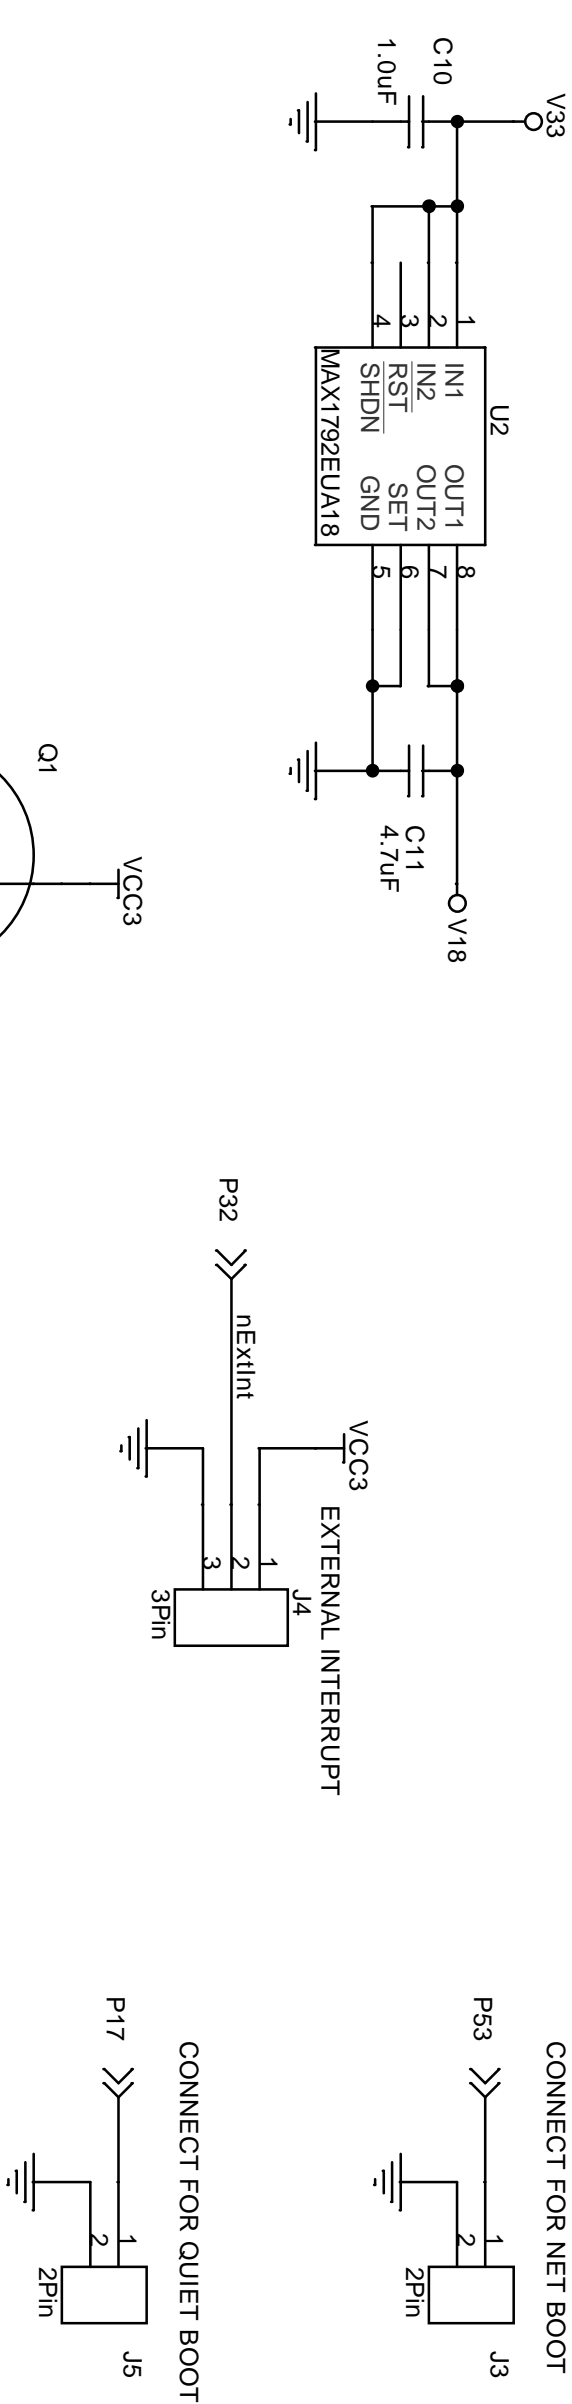 V33
C10
1.0uF
U2
1
2
3
4
IN1
IN2
RST
SHDN
OUT1
OUT2
SET
GND
MAX1792EUA18
8
7
6
5
C11
4.7uF
V18
Q1
VCC3
P32
nExtInt
VCC3
EXTERNAL INTERRUPT
1
2
3
J4
3Pin
CONNECT FOR NET BOOT
P53
1
2
2Pin
J3
CONNECT FOR QUIET BOOT
P17
1
2
2Pin
J5